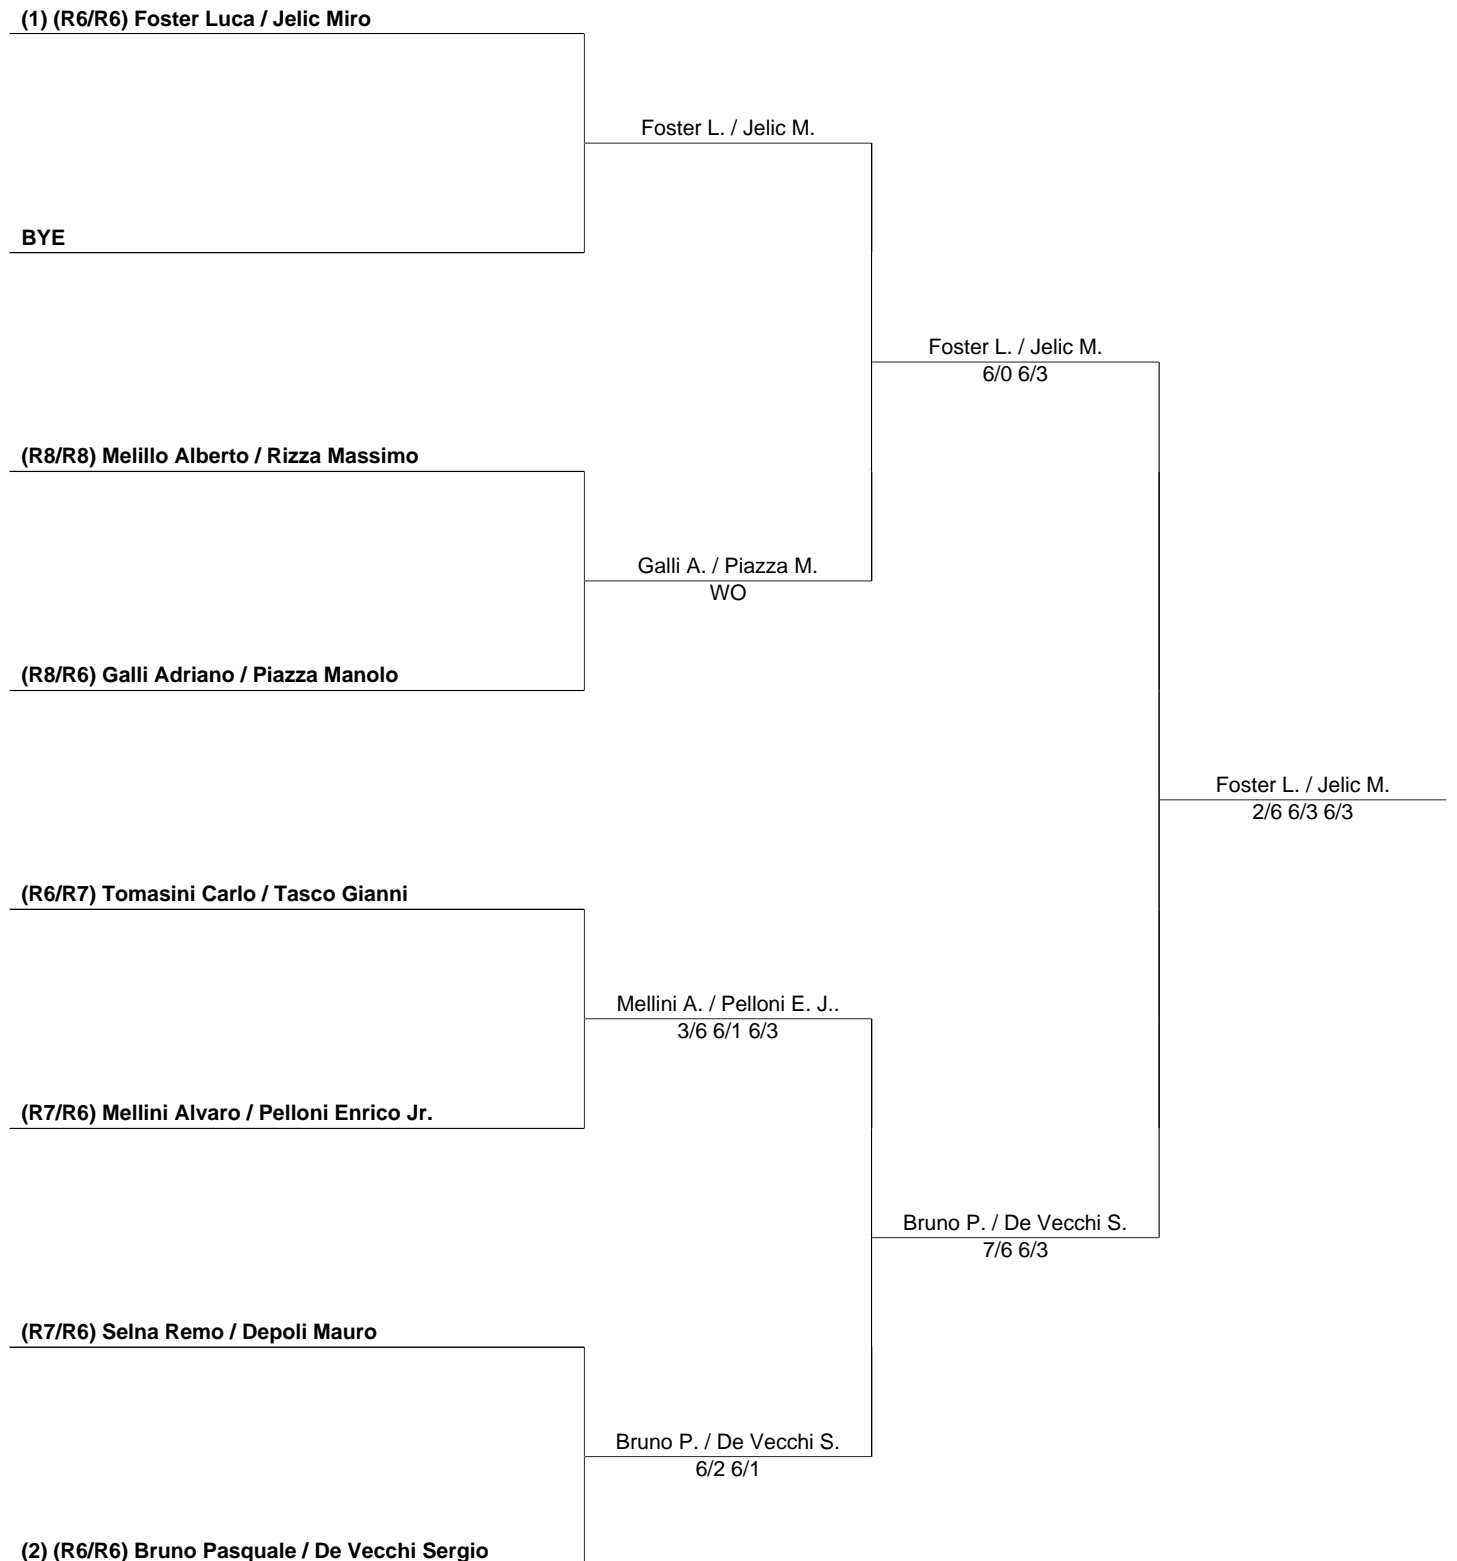 (1) (R6/R6) Foster Luca / Jelic Miro
Foster L. / Jelic M.
BYE
Foster L. / Jelic M.
6/0 6/3
(R8/R8) Melillo Alberto / Rizza Massimo
Galli A. / Piazza M.
WO
(R8/R6) Galli Adriano / Piazza Manolo
Foster L. / Jelic M.
2/6 6/3 6/3
(R6/R7) Tomasini Carlo / Tasco Gianni
Mellini A. / Pelloni E. J..
3/6 6/1 6/3
(R7/R6) Mellini Alvaro / Pelloni Enrico Jr.
Bruno P. / De Vecchi S.
7/6 6/3
(R7/R6) Selna Remo / Depoli Mauro
Bruno P. / De Vecchi S.
6/2 6/1
(2) (R6/R6) Bruno Pasquale / De Vecchi Sergio